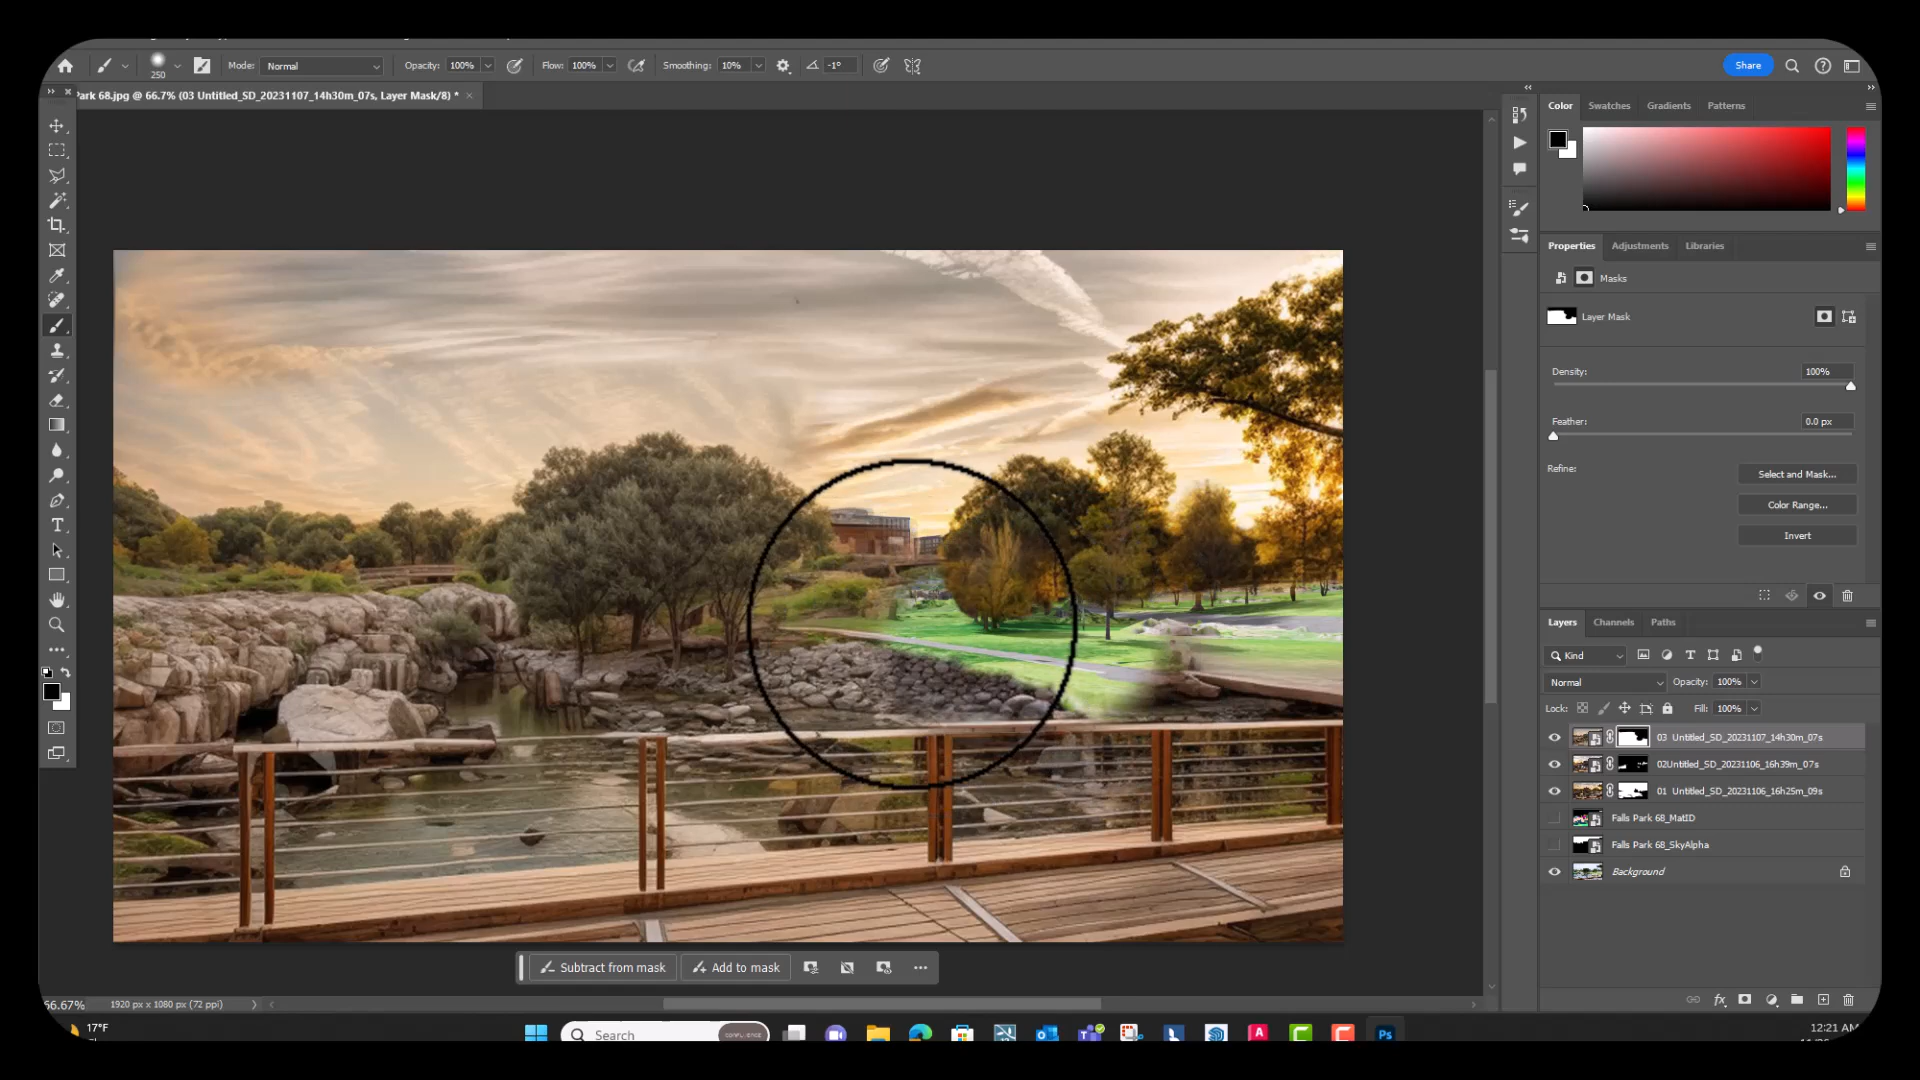 250
Mode: Normal
Opacity: 100%
Flow: 100%
Smoothing: 10%
-1°
Share
Park 68.jpg @ 66.7% (03 Untitled_SD_20231107_14h30m_07s, Layer Mask/8) *
Color Swatches Gradients Patterns
Properties Adjustments Libraries
Masks
Layer Mask
Density: 100%
Feather: 0.0 px
Refine: Select and Mask...
Color Range...
Invert
Layers Channels Paths
Kind
Normal Opacity: 100%
Lock: Fill: 100%
03 Untitled_SD_20231107_14h30m_07s
02Untitled_SD_20231106_16h39m_07s
01 Untitled_SD_20231106_16h25m_09s
Falls Park 68_MatID
Falls Park 68_SkyAlpha
Background
Subtract from mask Add to mask
66.67% 1920 px x 1080 px (72 ppi)
17°F
Search
12:21 AM